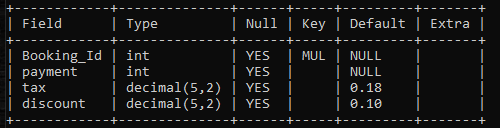 +------------+--------------+------+-----+---------+-------+
| Field      | Type         | Null | Key | Default | Extra |
+------------+--------------+------+-----+---------+-------+
| Booking_Id | int          | YES  | MUL | NULL    |       |
| payment    | int          | YES  |     | NULL    |       |
| tax        | decimal(5,2) | YES  |     | 0.18    |       |
| discount   | decimal(5,2) | YES  |     | 0.10    |       |
+------------+--------------+------+-----+---------+-------+